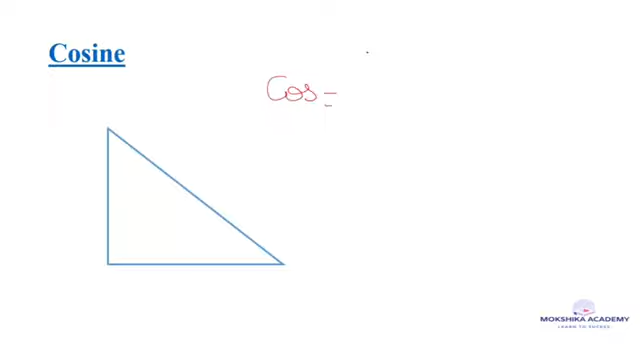 Cosine
Cos =
MOKSHIKA ACADEMY
LEARN TO SUCCEED